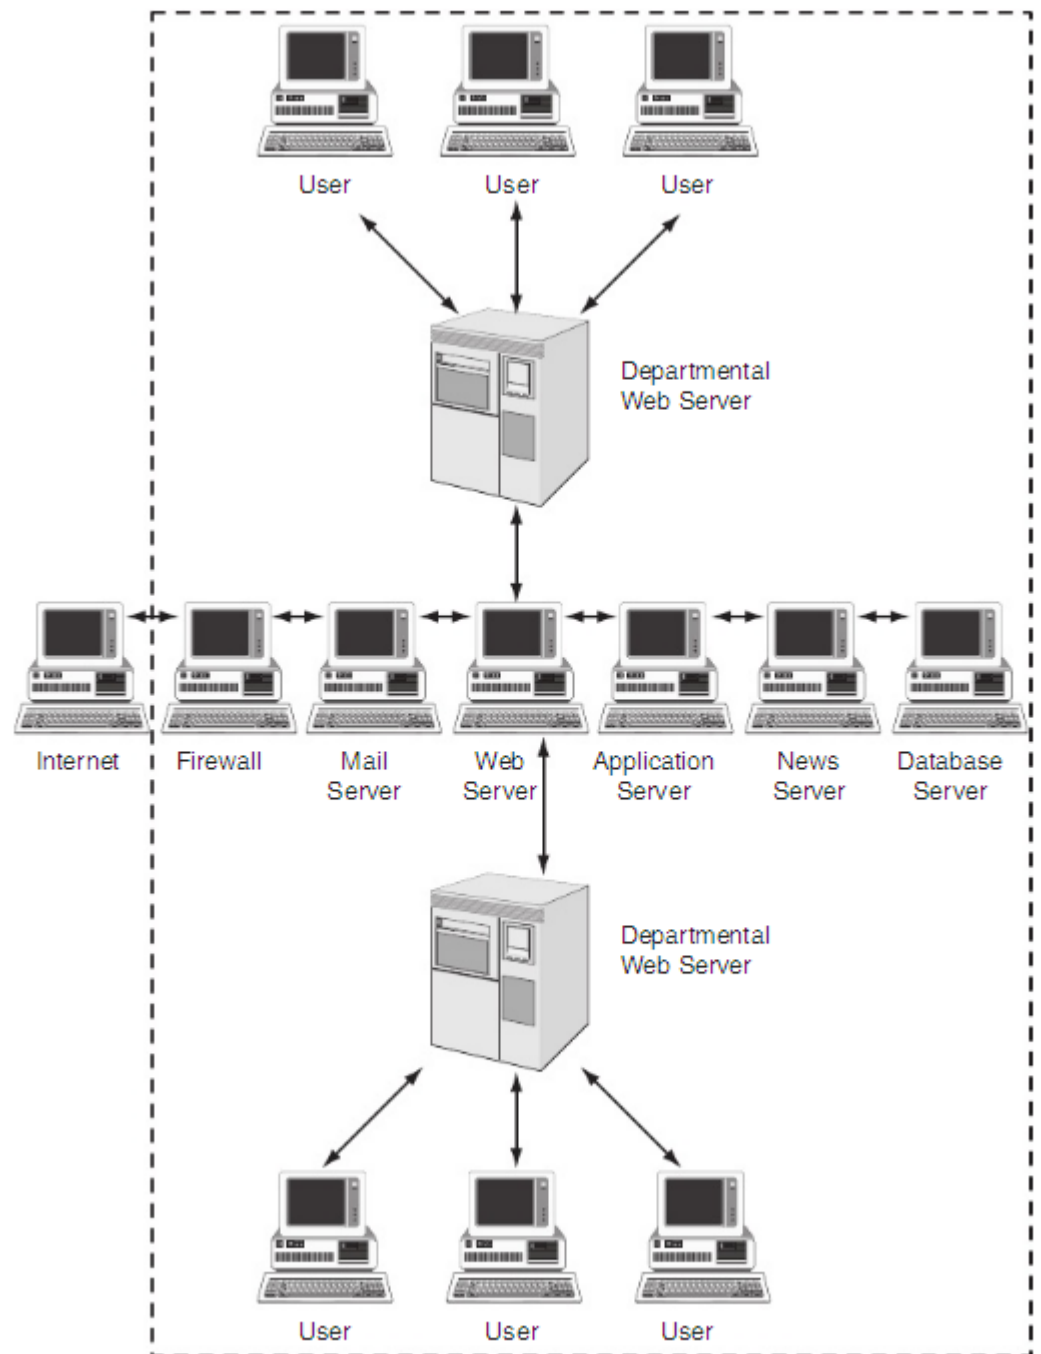 User
User
User
Departmental
Web Server
Internet
Firewall
Mail
Server
Web
Server
Application
Server
News
Server
Database
Server
Departmental
Web Server
User
User
User